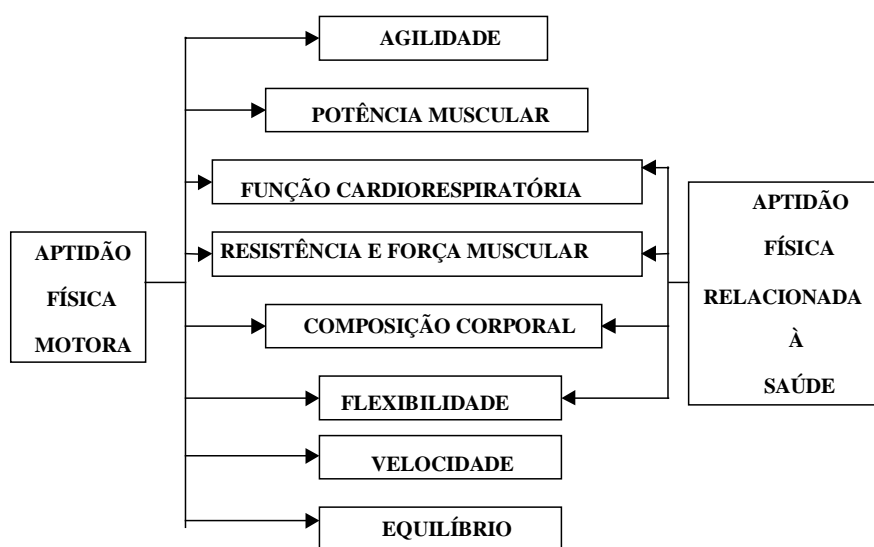 AGILIDADE
POTÊNCIA MUSCULAR
FUNÇÃO CARDIORESPIRATÓRIA
RESISTÊNCIA E FORÇA MUSCULAR
COMPOSIÇÃO CORPORAL
FLEXIBILIDADE
VELOCIDADE
EQUILÍBRIO
APTIDÃO
FÍSICA
MOTORA
APTIDÃO
FÍSICA
RELACIONADA
À
SAÚDE